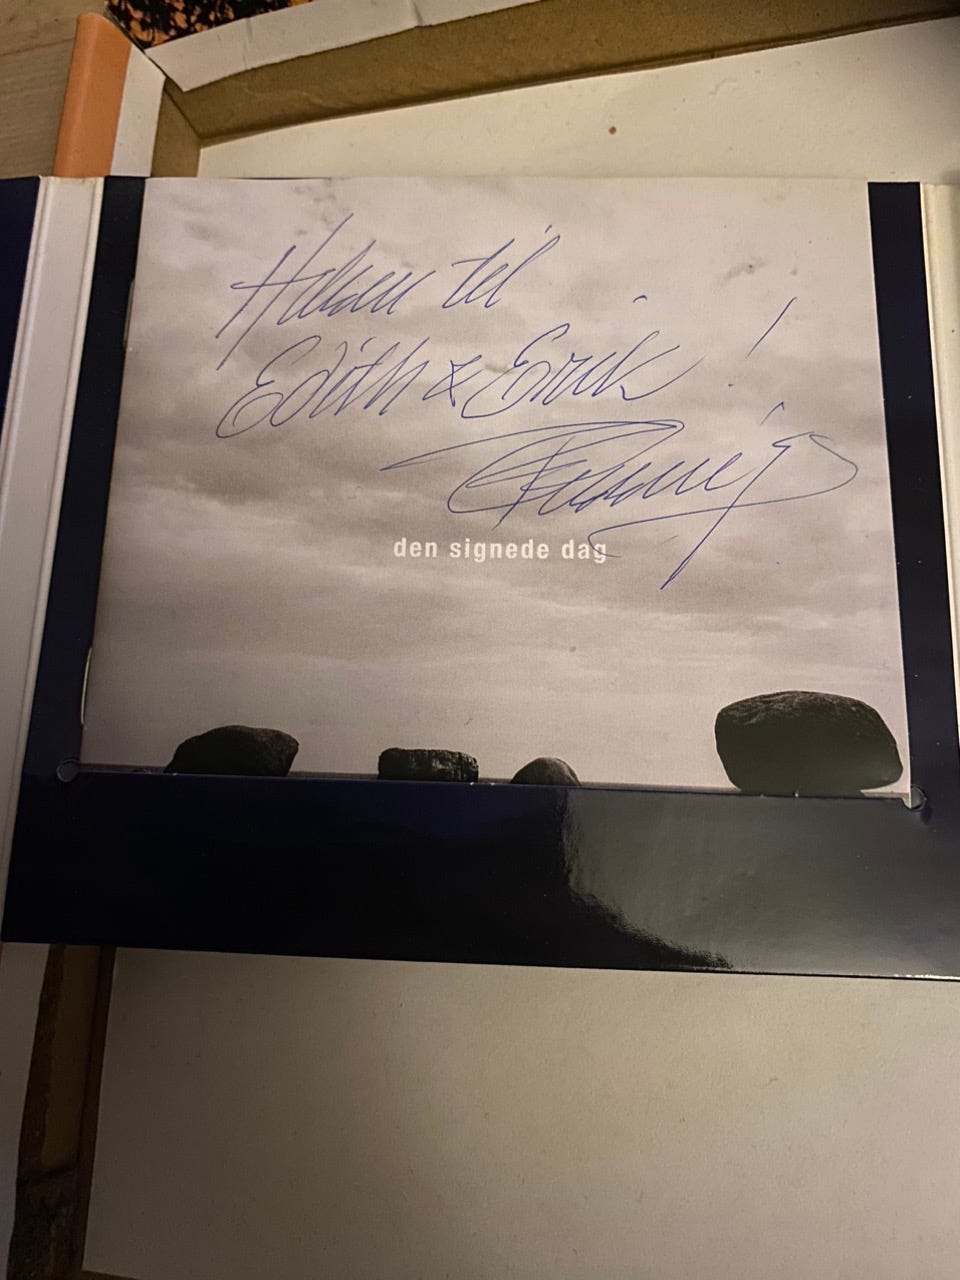 Hilsen til
Edith & Erik !
den signede dag